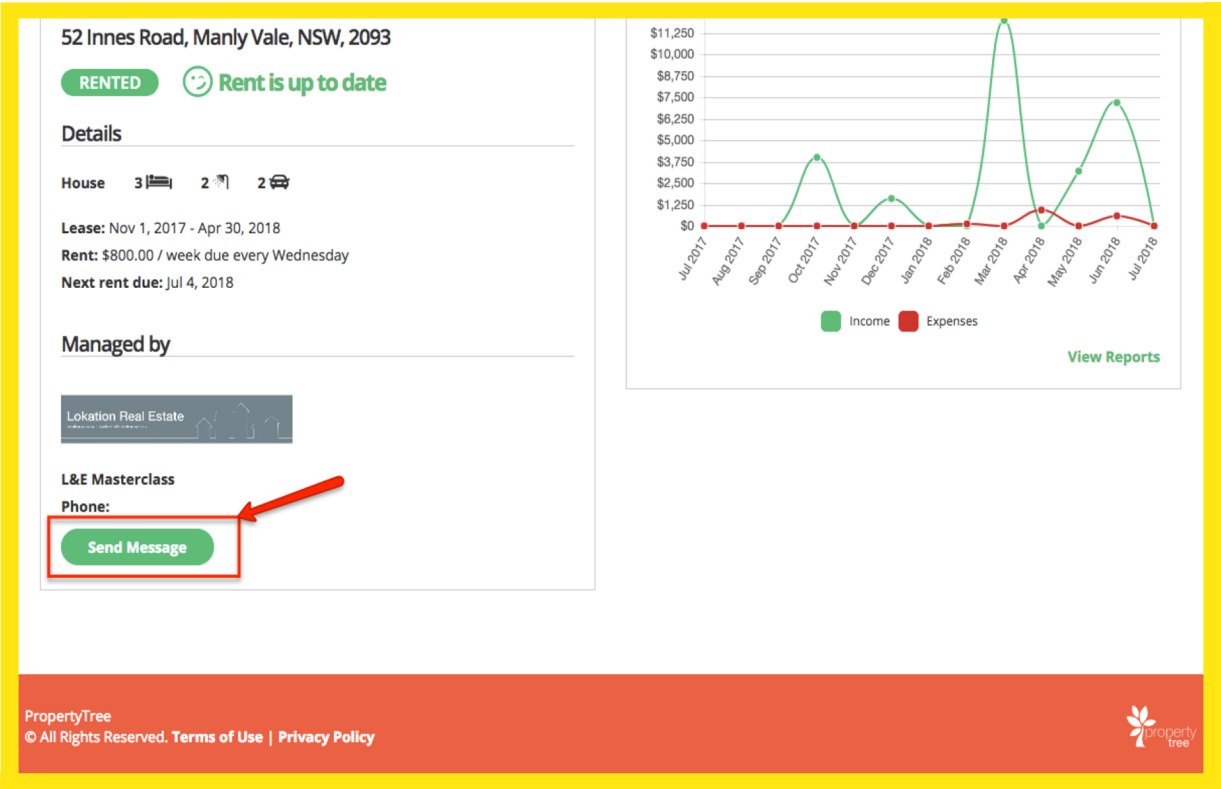 52 Innes Road, Manly Vale, NSW, 2093
RENTED
Rent is up to date
Details
House 3 2 2
Lease: Nov 1, 2017 - Apr 30, 2018
Rent: $800.00 / week due every Wednesday
Next rent due: Jul 4, 2018
Managed by
Lokation Real Estate
L&E Masterclass
Phone:
Send Message
$11,250
$10,000
$8,750
$7,500
$6,250
$5,000
$3,750
$2,500
$1,250
$0
Jul 2017
Aug 2017
Sep 2017
Oct 2017
Nov 2017
Dec 2017
Jan 2018
Feb 2018
Mar 2018
Apr 2018
May 2018
Jun 2018
Jul 2018
Income Expenses
View Reports
PropertyTree
© All Rights Reserved. Terms of Use | Privacy Policy
property
tree